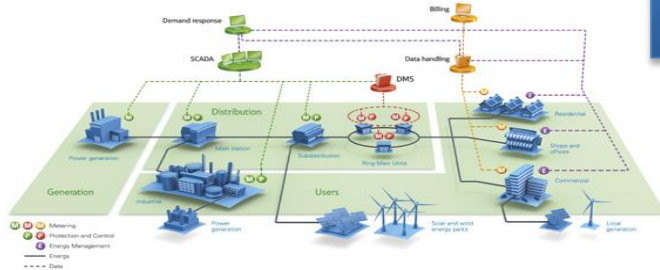 Billing
Demand response
SCADA
Data handling
DMS
Distribution
M
M P
M P
M P
M P
M P
M
E
Residential
Power generation
Main station
Subdistribution
Ring Main Units
M
E
Shops and
offices
Generation
M P
Industrial
Users
M
E
Commercial
Power
generation
Solar and wind
energy parks
Local
generation
M M M Metering
P P Protection and Control
E Energy Management
Energy
Data